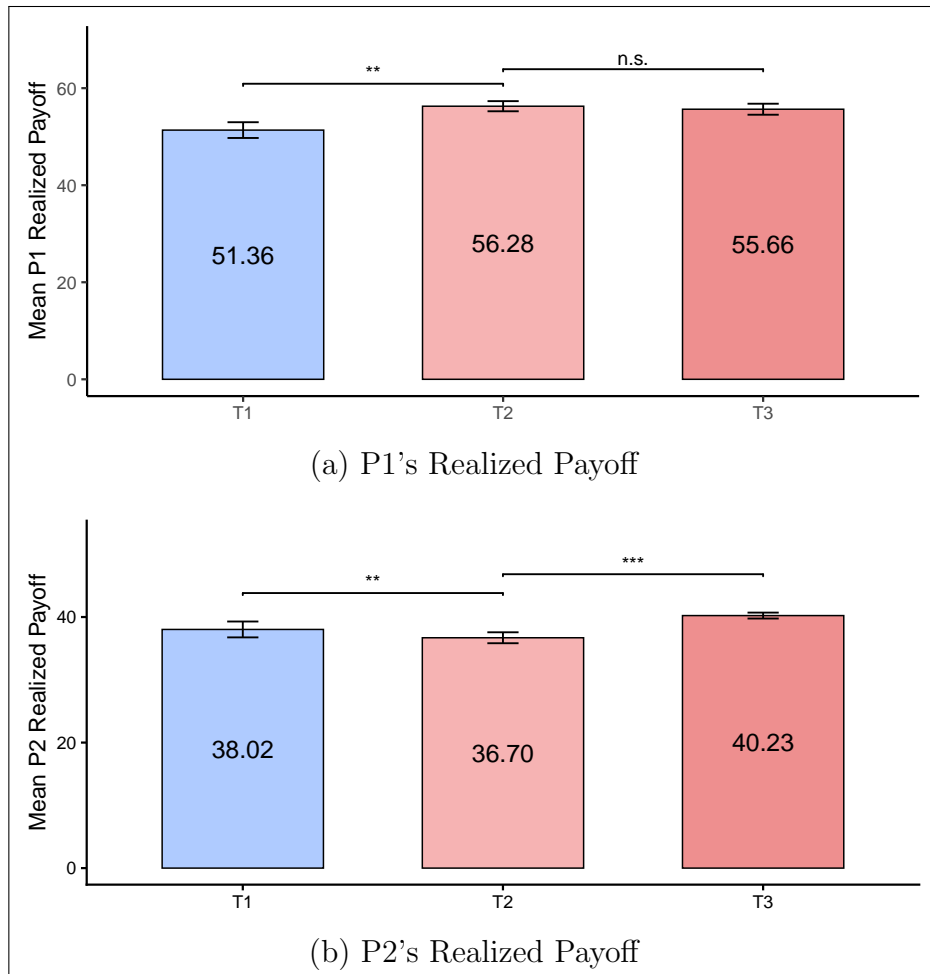 Mean P1 Realized Payoff
60
40
20
0
**
n.s.
51.36
56.28
55.66
T1
T2
T3
(a) P1's Realized Payoff
Mean P2 Realized Payoff
40
20
0
**
***
38.02
36.70
40.23
T1
T2
T3
(b) P2's Realized Payoff